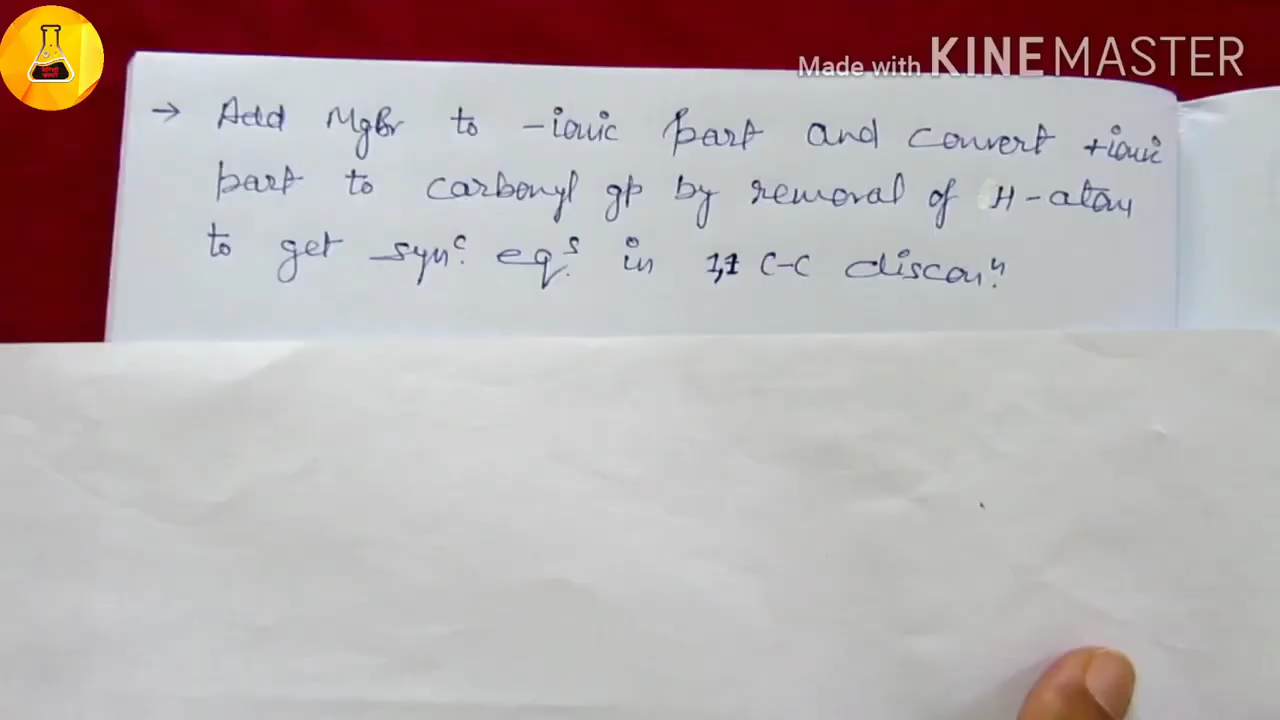 Made with KINEMASTER
→ Add MgBr to -ionic part and convert +ionic
part to carbonyl gp by removal of H-atom
to get synᶜ. eqˢ. in 1,1 C-C disconⁿ.